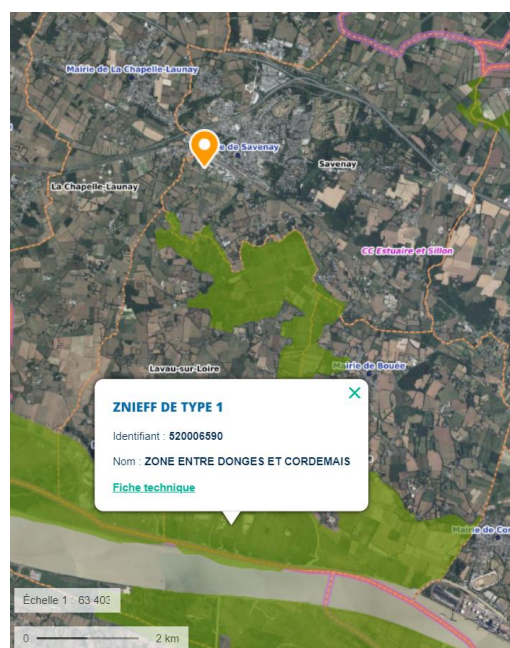 Mairie de La Chapelle-Launay
e de Savenay
Savenay
La Chapelle-Launay
CC Estuaire et Sillon
Lavau-sur-Loire
Mairie de Bouée
ZNIEFF DE TYPE 1
Identifiant : 520006590
Nom : ZONE ENTRE DONGES ET CORDEMAIS
Fiche technique
Mairie de Cor
Échelle 1 : 63 403
0 2 km